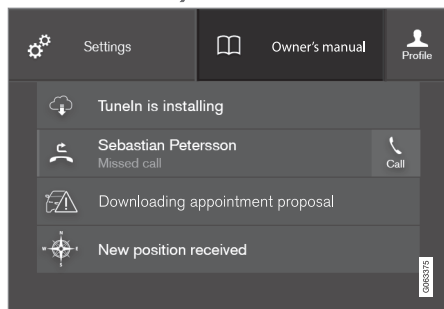 Settings
Owner's manual
Profile
TuneIn is installing
Sebastian Petersson
Missed call
Call
Downloading appointment proposal
New position received
G063375